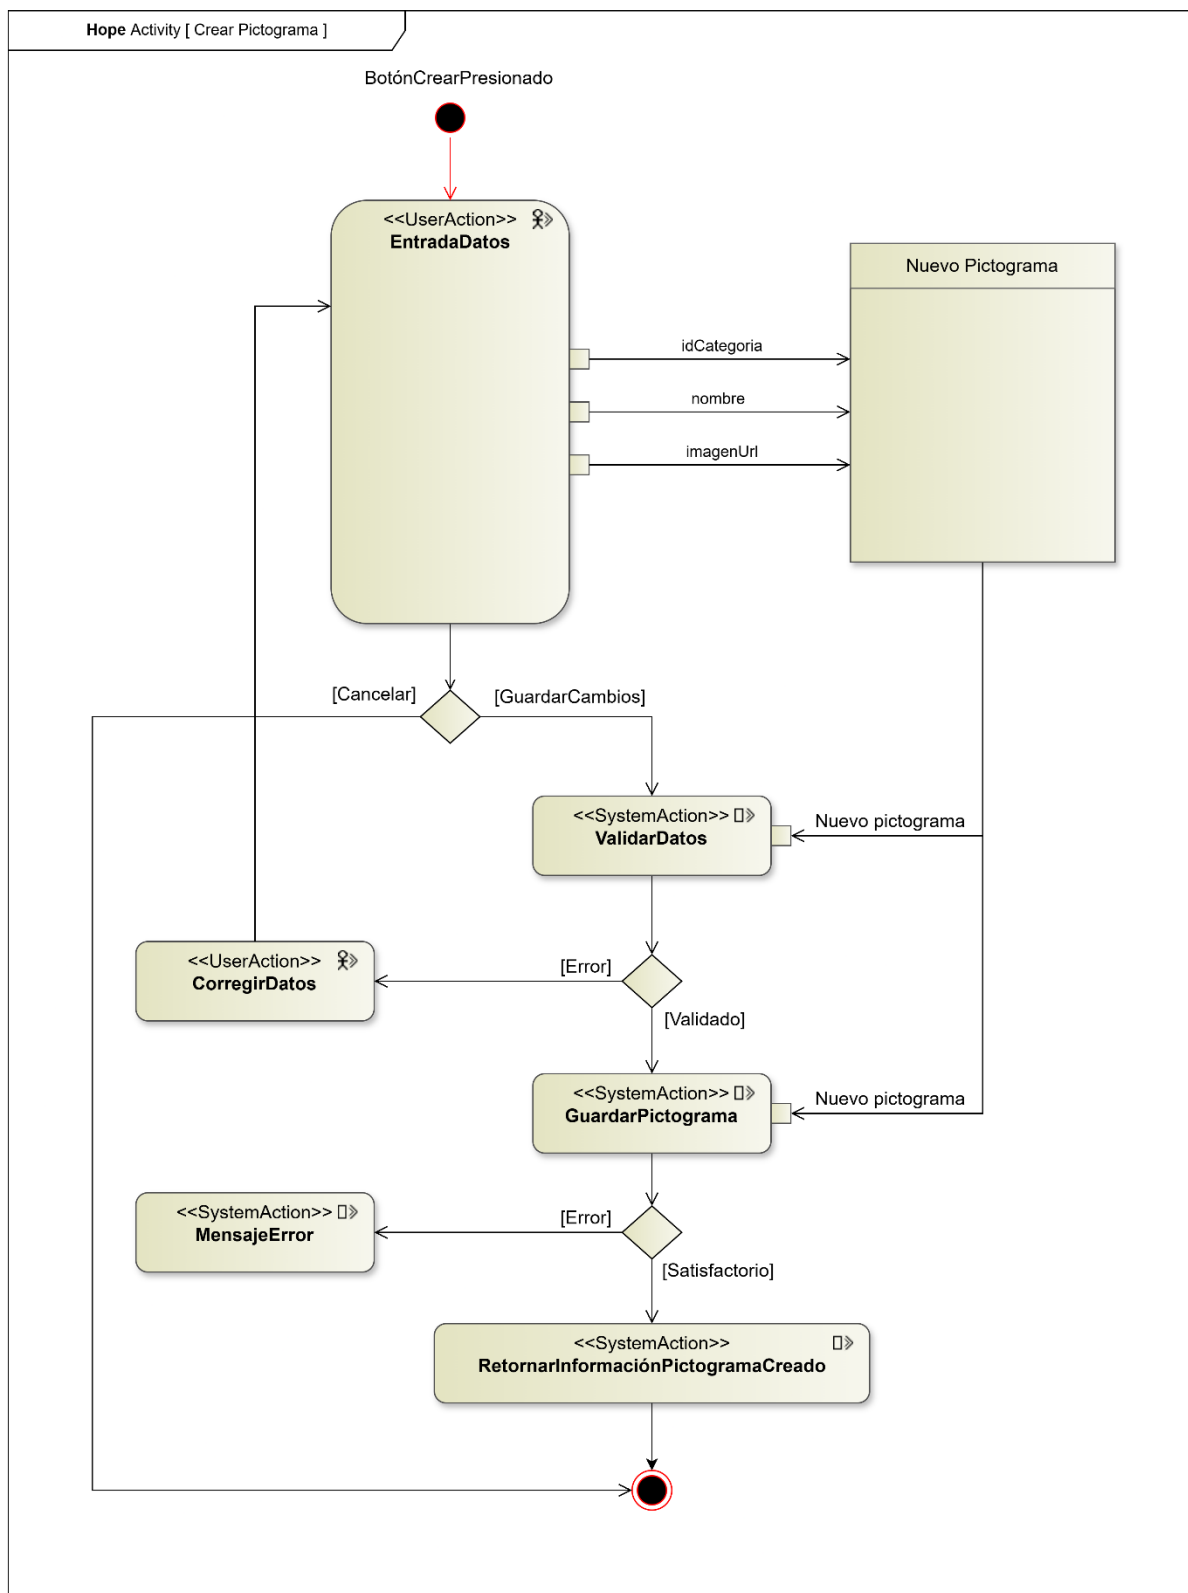 Hope Activity [ Crear Pictograma ]
BotónCrearPresionado
<<UserAction>>
EntradaDatos
Nuevo Pictograma
idCategoria
nombre
imagenUrl
[Cancelar]
[GuardarCambios]
<<SystemAction>>
ValidarDatos
Nuevo pictograma
<<UserAction>>
CorregirDatos
[Error]
[Validado]
<<SystemAction>>
GuardarPictograma
Nuevo pictograma
<<SystemAction>>
MensajeError
[Error]
[Satisfactorio]
<<SystemAction>>
RetornarInformaciónPictogramaCreado